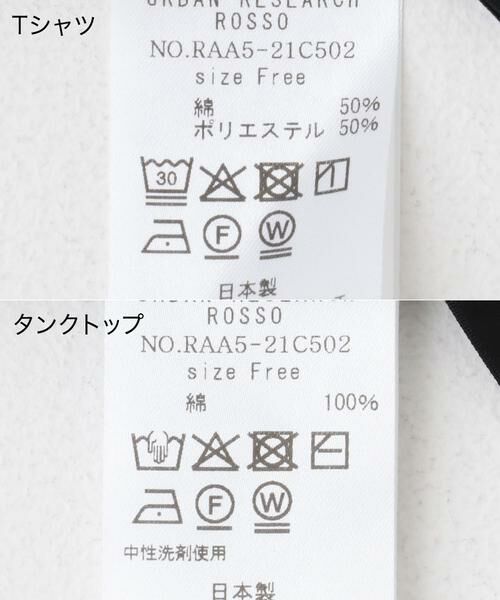 Tシャツ
URBAN RESEARCH
ROSSO
NO.RAA5-21C502
size Free
綿 50%
ポリエステル 50%
30
F W
日本製
タンクトップ
ROSSO
NO.RAA5-21C502
size Free
綿 100%
F W
中性洗剤使用
日本製